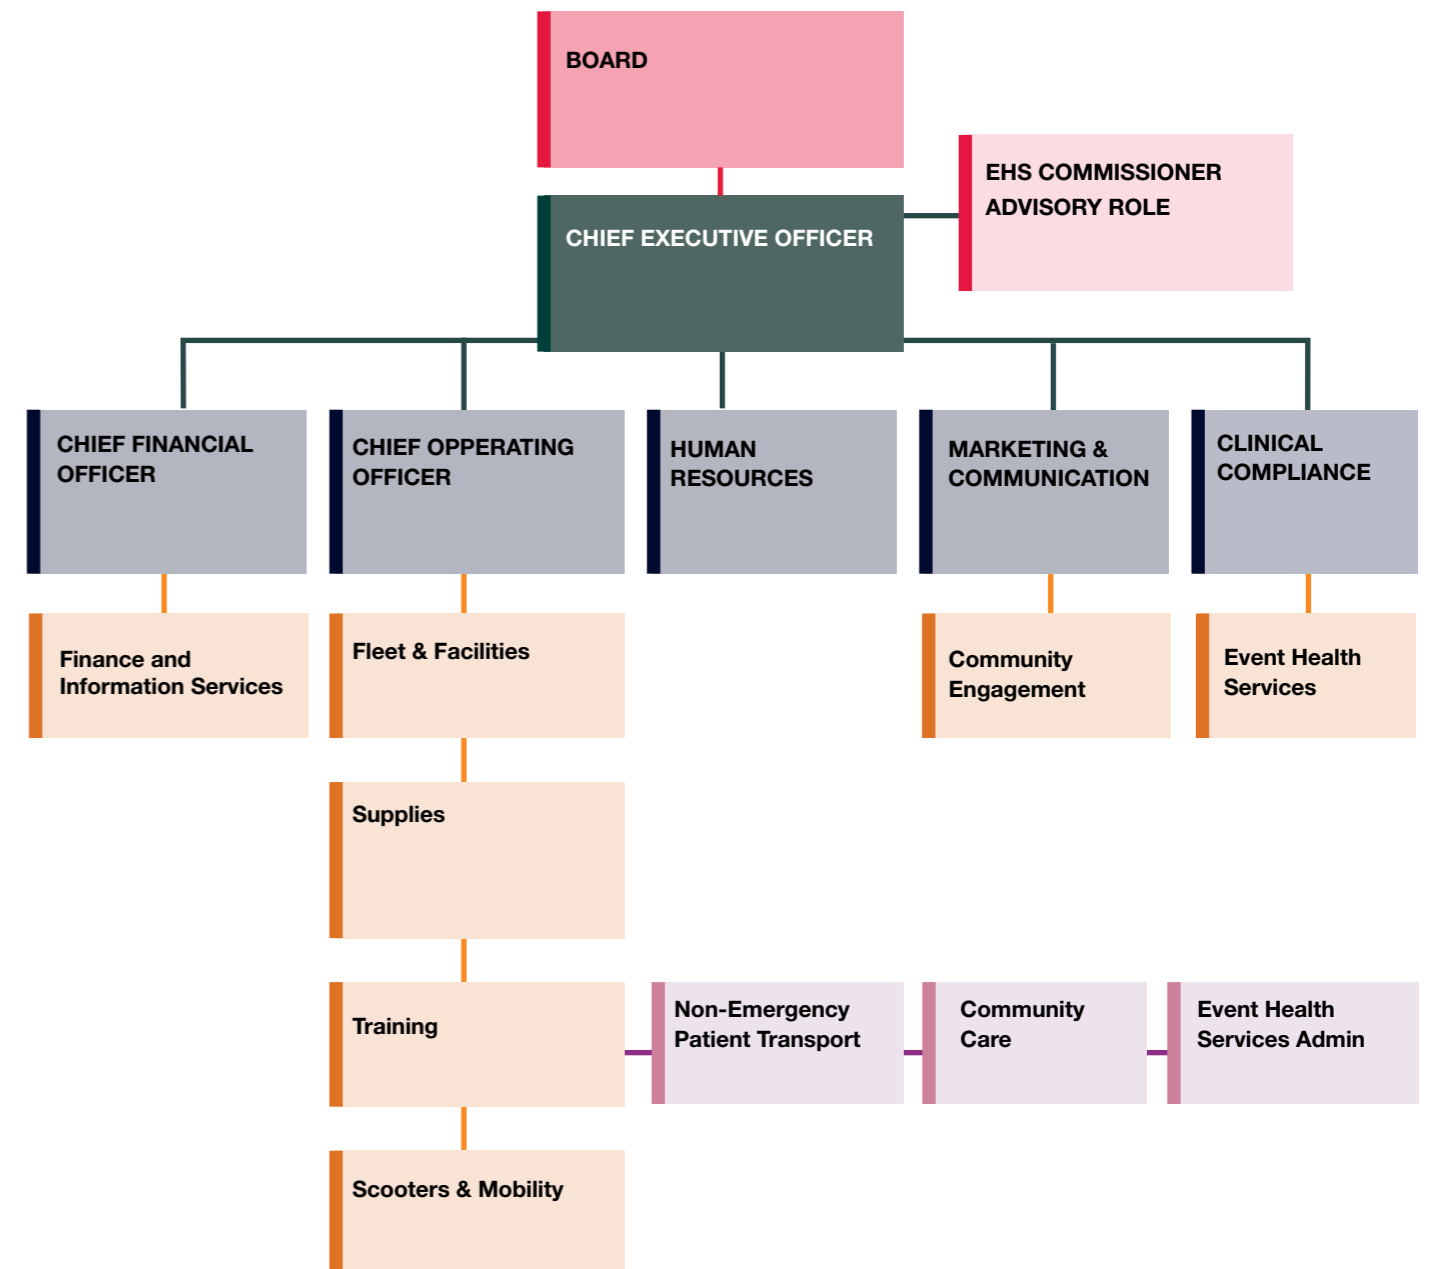 BOARD
EHS COMMISSIONER
ADVISORY ROLE
CHIEF EXECUTIVE OFFICER
CHIEF FINANCIAL
OFFICER
CHIEF OPPERATING
OFFICER
HUMAN
RESOURCES
MARKETING &
COMMUNICATION
CLINICAL
COMPLIANCE
Finance and
Information Services
Fleet & Facilities
Community
Engagement
Event Health
Services
Supplies
Training
Non-Emergency
Patient Transport
Community
Care
Event Health
Services Admin
Scooters & Mobility